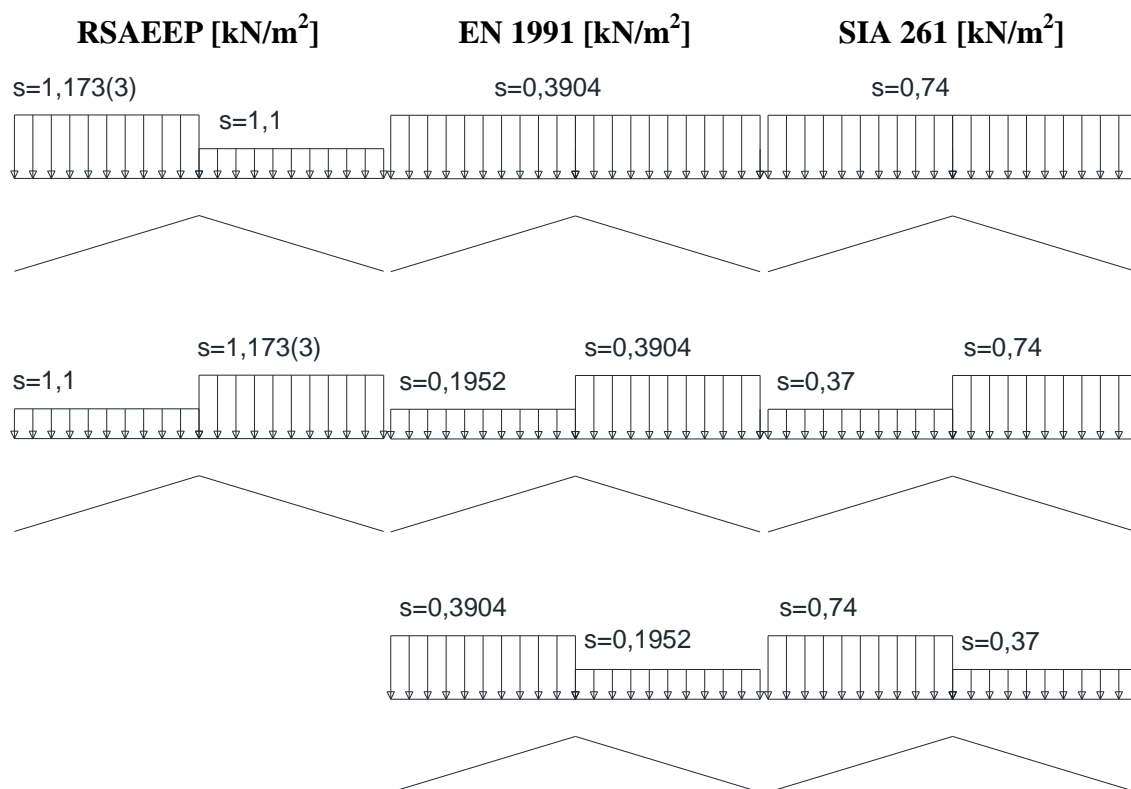 RSAEEP [kN/m²] EN 1991 [kN/m²] SIA 261 [kN/m²]
s=1,173(3) s=0,3904 s=0,74
s=1,1
s=1,173(3) s=0,3904 s=0,74
s=1,1 s=0,1952 s=0,37
s=0,3904 s=0,74
s=0,1952 s=0,37